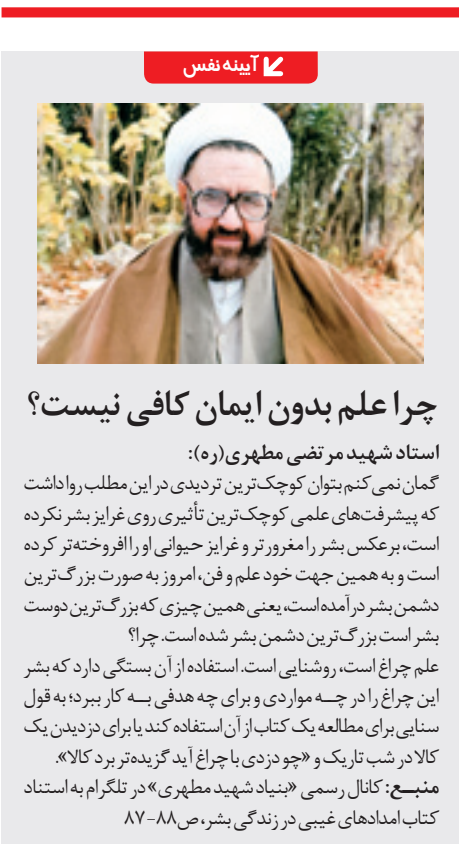 آیینه نفس
چرا علم بدون ایمان کافی نیست؟
استاد شهید مرتضی مطهری(ره):
گمان نمی‌کنم بتوان کوچک‌ترین تردیدی در این مطلب روا داشت
که پیشرفت‌های علمی کوچک‌ترین تأثیری روی غرایز بشر نکرده
است، برعکس بشر را مغرورتر و غرایز حیوانی او را افروخته‌تر کرده
است و به همین جهت خود علم و فن، امروز به صورت بزرگ‌ترین
دشمن بشر درآمده است، یعنی همین چیزی که بزرگ‌ترین دوست
بشر است بزرگ‌ترین دشمن بشر شده است. چرا؟
علم چراغ است، روشنایی است. استفاده از آن بستگی دارد که بشر
این چراغ را در چه مواردی و برای چه هدفی به کار ببرد؛ به قول
سنایی برای مطالعه یک کتاب از آن استفاده کند یا برای دزدیدن یک
کالا در شب تاریک و «چو دزدی با چراغ آید گزیده‌تر برد کالا».
منبع: کانال رسمی «بنیاد شهید مطهری» در تلگرام به استناد
کتاب امدادهای غیبی در زندگی بشر، ص۸۸-۸۷